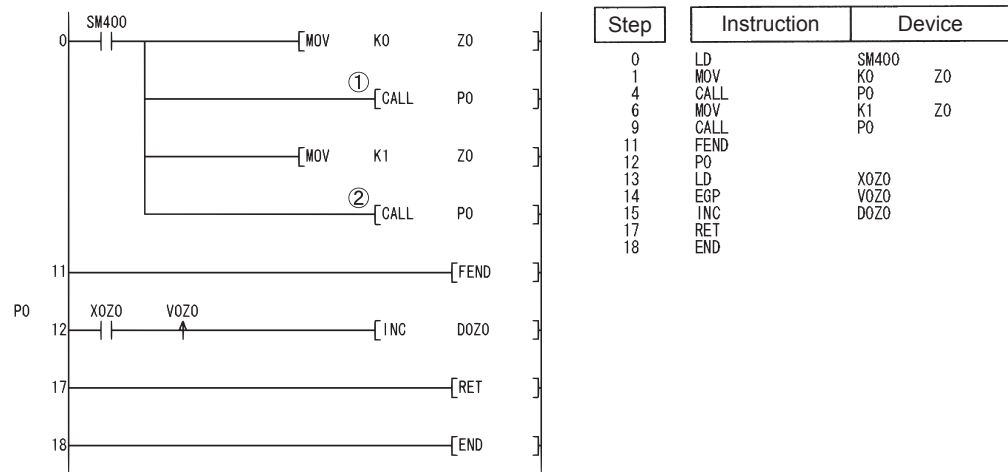 SM400
0 MOV K0 Z0
① CALL P0
MOV K1 Z0
② CALL P0
11 FEND
P0 X0Z0 V0Z0
12 INC D0Z0
17 RET
18 END
Step Instruction Device
0 LD SM400
1 MOV K0 Z0
4 CALL P0
6 MOV K1 Z0
9 CALL P0
11 FEND
12 P0
13 LD X0Z0
14 EGP V0Z0
15 INC D0Z0
17 RET
18 END